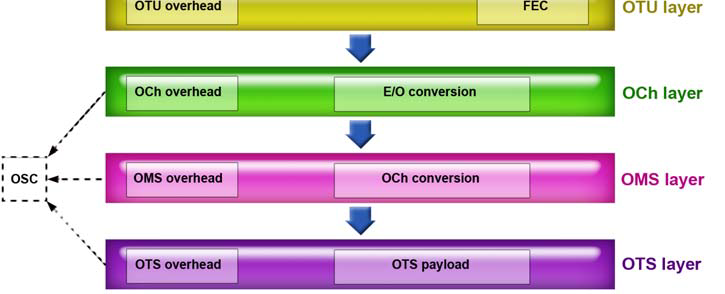 OTU overhead FEC OTU layer
OCh overhead E/O conversion OCh layer
OSC OMS overhead OCh conversion OMS layer
OTS overhead OTS payload OTS layer